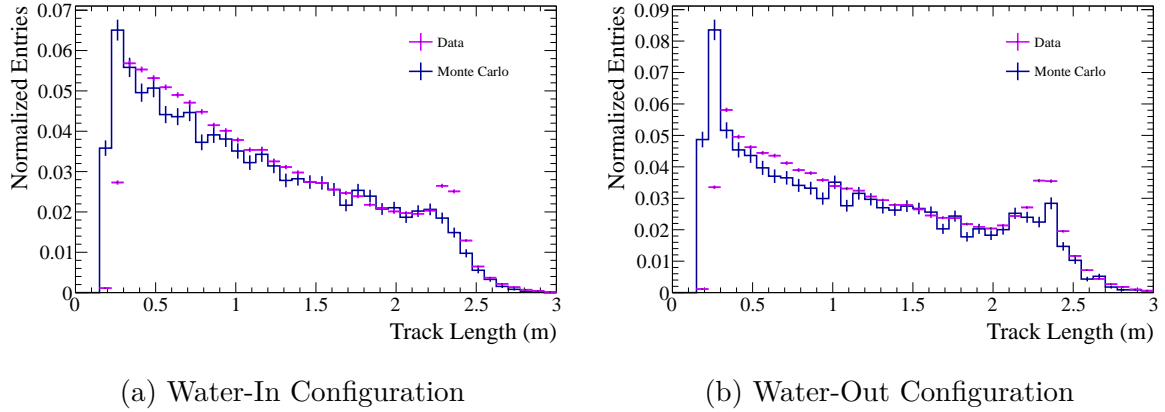 Normalized Entries
0.07
0.06
0.05
0.04
0.03
0.02
0.01
0
Data
Monte Carlo
0 0.5 1 1.5 2 2.5 3
Track Length (m)
(a) Water-In Configuration
Normalized Entries
0.09
0.08
0.07
0.06
0.05
0.04
0.03
0.02
0.01
0
Data
Monte Carlo
0 0.5 1 1.5 2 2.5 3
Track Length (m)
(b) Water-Out Configuration